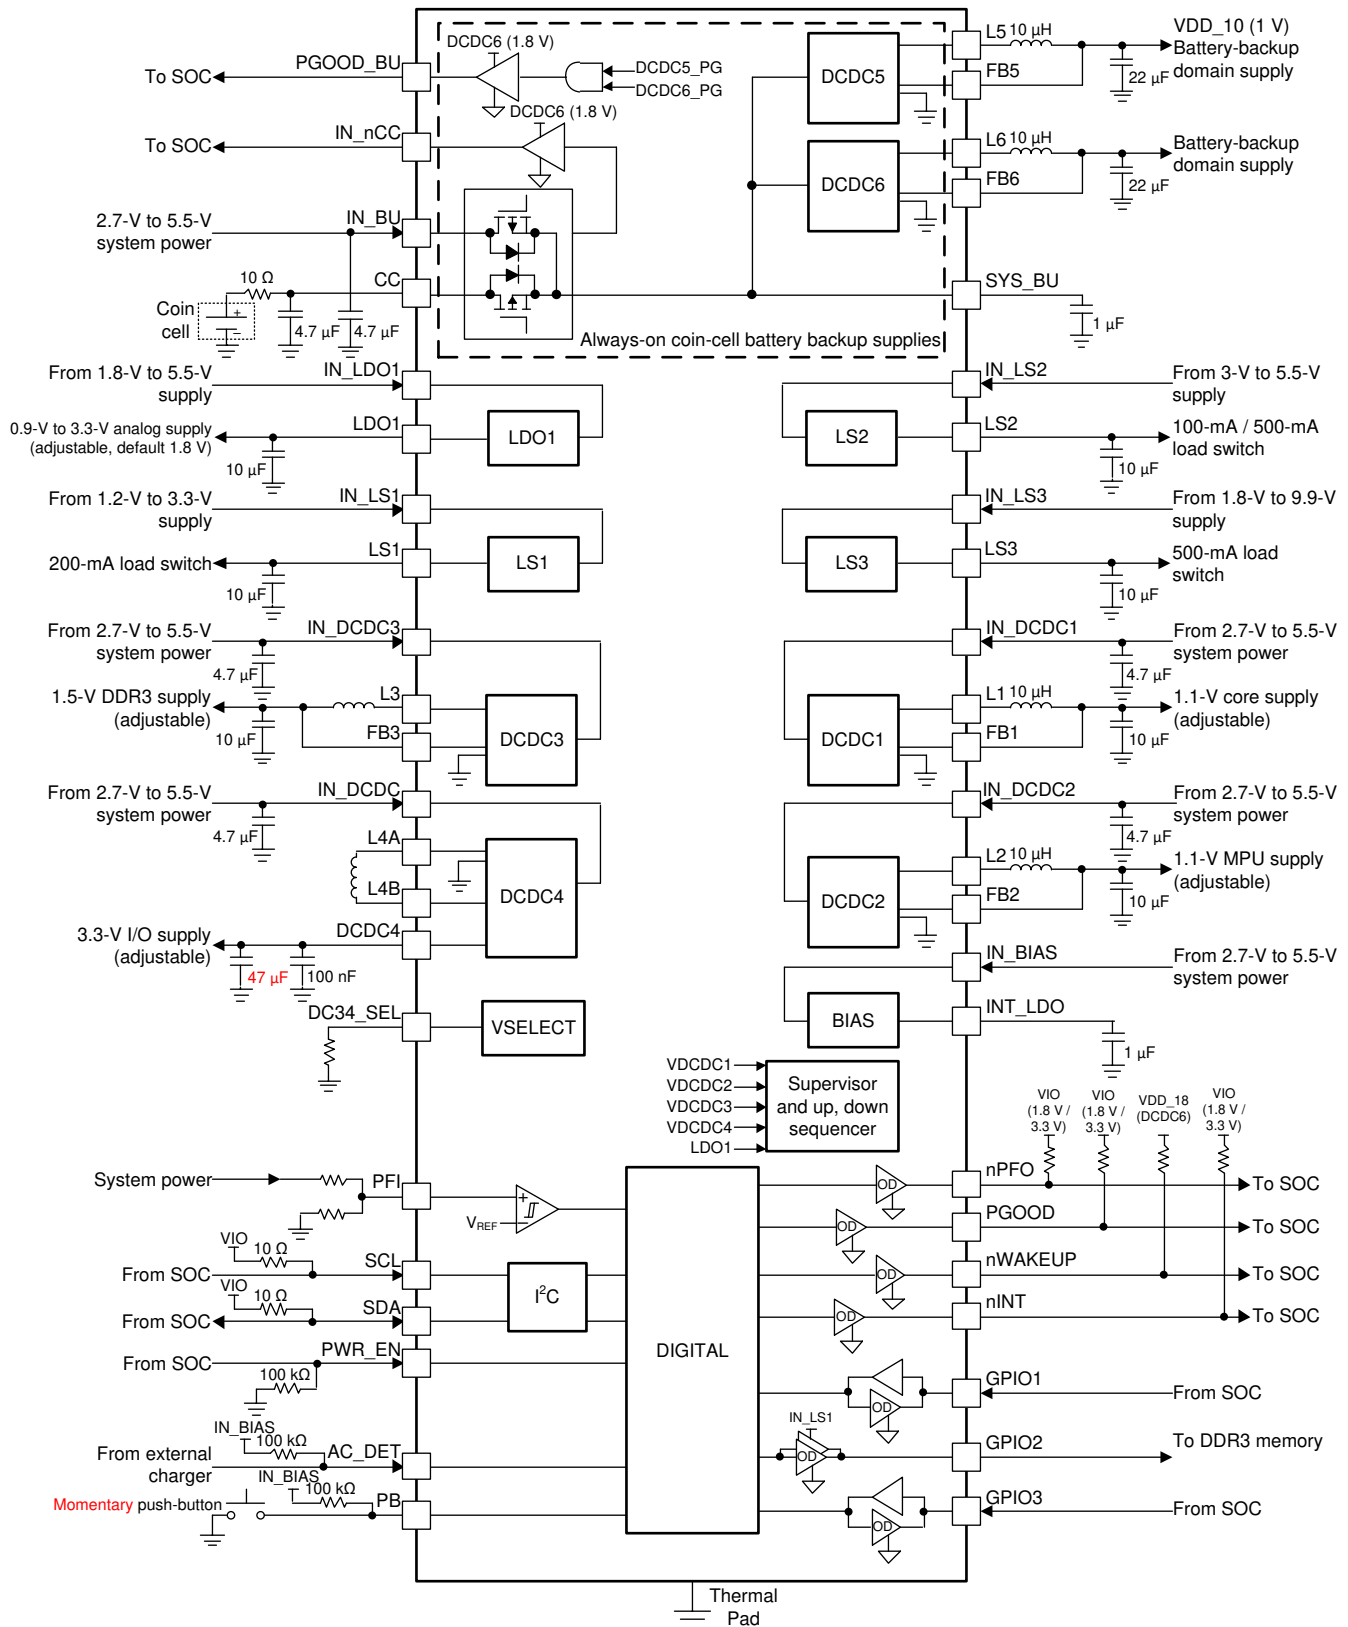 DCDC6 (1.8 V)
PGOOD_BU
To SOC
DCDC5_PG
DCDC6_PG
DCDC6 (1.8 V)
IN_nCC
To SOC
2.7-V to 5.5-V
system power
IN_BU
10 Ω
CC
Coin
cell
+
–
4.7 µF
4.7 µF
DCDC5
L5
10 µH
FB5
22 µF
VDD_10 (1 V)
Battery-backup
domain supply
DCDC6
L6
10 µH
FB6
22 µF
Battery-backup
domain supply
SYS_BU
1 µF
Always-on coin-cell battery backup supplies
From 1.8-V to 5.5-V
supply
IN_LDO1
0.9-V to 3.3-V analog supply
(adjustable, default 1.8 V)
LDO1
LDO1
10 µF
IN_LS2
From 3-V to 5.5-V
supply
LS2
LS2
100-mA / 500-mA
load switch
10 µF
From 1.2-V to 3.3-V
supply
IN_LS1
200-mA load switch
LS1
LS1
10 µF
IN_LS3
From 1.8-V to 9.9-V
supply
LS3
LS3
500-mA load
switch
10 µF
From 2.7-V to 5.5-V
system power
IN_DCDC3
4.7 µF
1.5-V DDR3 supply
(adjustable)
L3
10 µF
FB3
DCDC3
IN_DCDC1
From 2.7-V to 5.5-V
system power
4.7 µF
DCDC1
L1
10 µH
FB1
1.1-V core supply
(adjustable)
10 µF
From 2.7-V to 5.5-V
system power
IN_DCDC
4.7 µF
L4A
L4B
DCDC4
DCDC4
3.3-V I/O supply
(adjustable)
47 µF
100 nF
IN_DCDC2
From 2.7-V to 5.5-V
system power
4.7 µF
DCDC2
L2
10 µH
FB2
1.1-V MPU supply
(adjustable)
10 µF
DC34_SEL
VSELECT
IN_BIAS
From 2.7-V to 5.5-V
system power
BIAS
INT_LDO
1 µF
VDCDC1
VDCDC2
VDCDC3
VDCDC4
LDO1
Supervisor
and up, down
sequencer
VIO
(1.8 V /
3.3 V)
VIO
(1.8 V /
3.3 V)
VDD_18
(DCDC6)
VIO
(1.8 V /
3.3 V)
System power
PFI
+
–
VREF
VIO
10 Ω
From SOC
SCL
VIO
10 Ω
From SOC
SDA
I2C
From SOC
PWR_EN
100 kΩ
IN_BIAS
100 kΩ
From external
charger
AC_DET
IN_BIAS
100 kΩ
Momentary push-button
PB
DIGITAL
OD
nPFO
To SOC
OD
PGOOD
To SOC
OD
nWAKEUP
To SOC
OD
nINT
To SOC
OD
GPIO1
From SOC
IN_LS1
OD
GPIO2
To DDR3 memory
OD
GPIO3
From SOC
Thermal
Pad